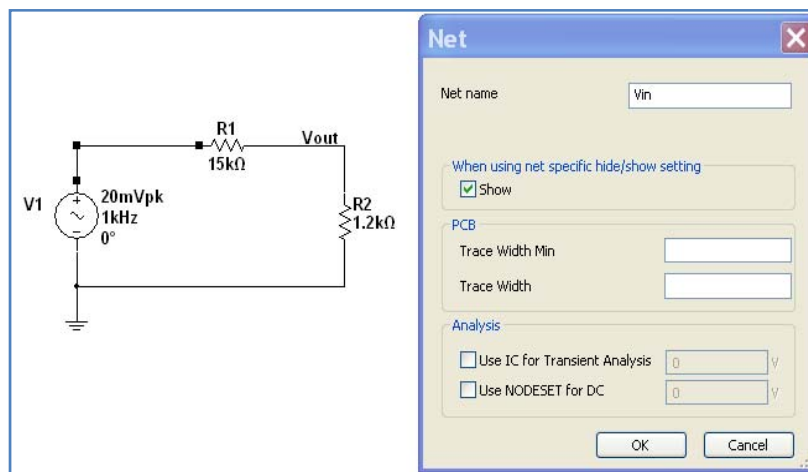 R1
15kΩ
Vout
V1
20mVpk
1kHz
0°
R2
1.2kΩ
Net
Net name
Vin
When using net specific hide/show setting
Show
PCB
Trace Width Min
Trace Width
Analysis
Use IC for Transient Analysis 0 V
Use NODESET for DC 0 V
OK Cancel